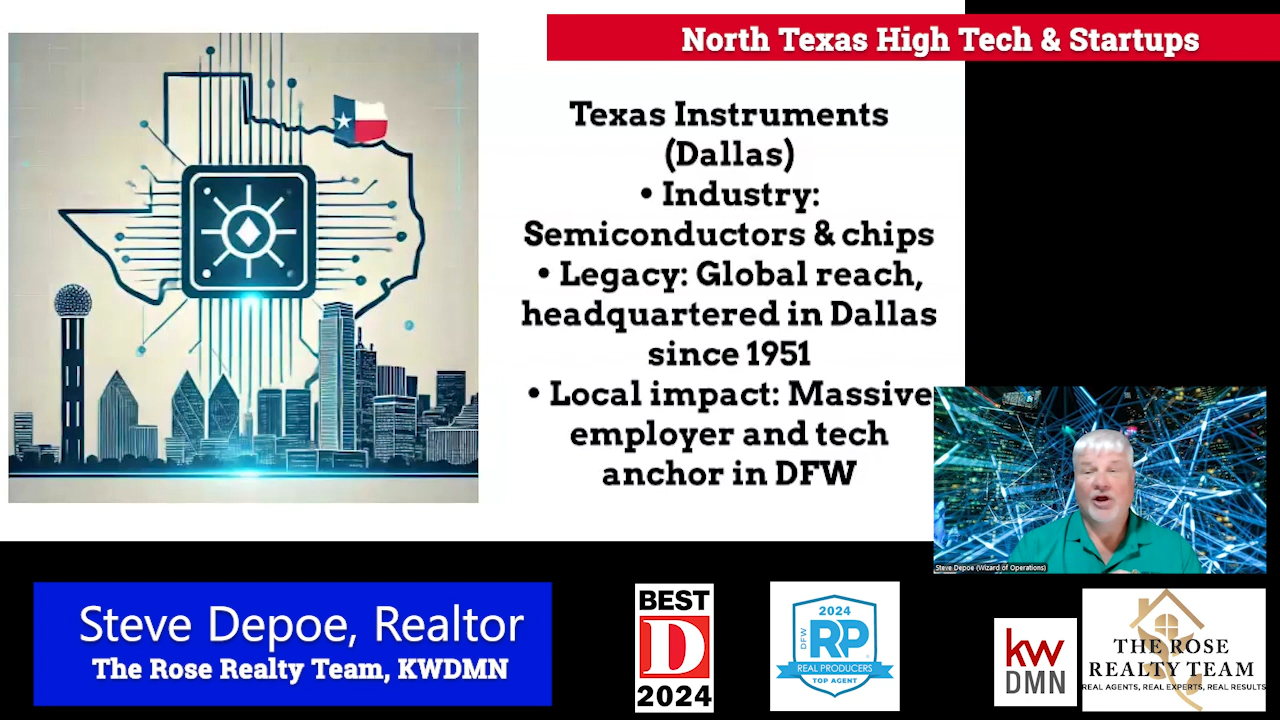 North Texas High Tech & Startups
Texas Instruments
(Dallas)
• Industry:
Semiconductors & chips
• Legacy: Global reach,
headquartered in Dallas
since 1951
• Local impact: Massive
employer and tech
anchor in DFW
Steve Depoe (Wizard of Operations)
Steve Depoe, Realtor
The Rose Realty Team, KWDMN
BEST
D
2024
2024
DFW
RP
REAL PRODUCERS
TOP AGENT
kw
DMN
THE ROSE
REALTY TEAM
REAL AGENTS, REAL EXPERTS, REAL RESULTS